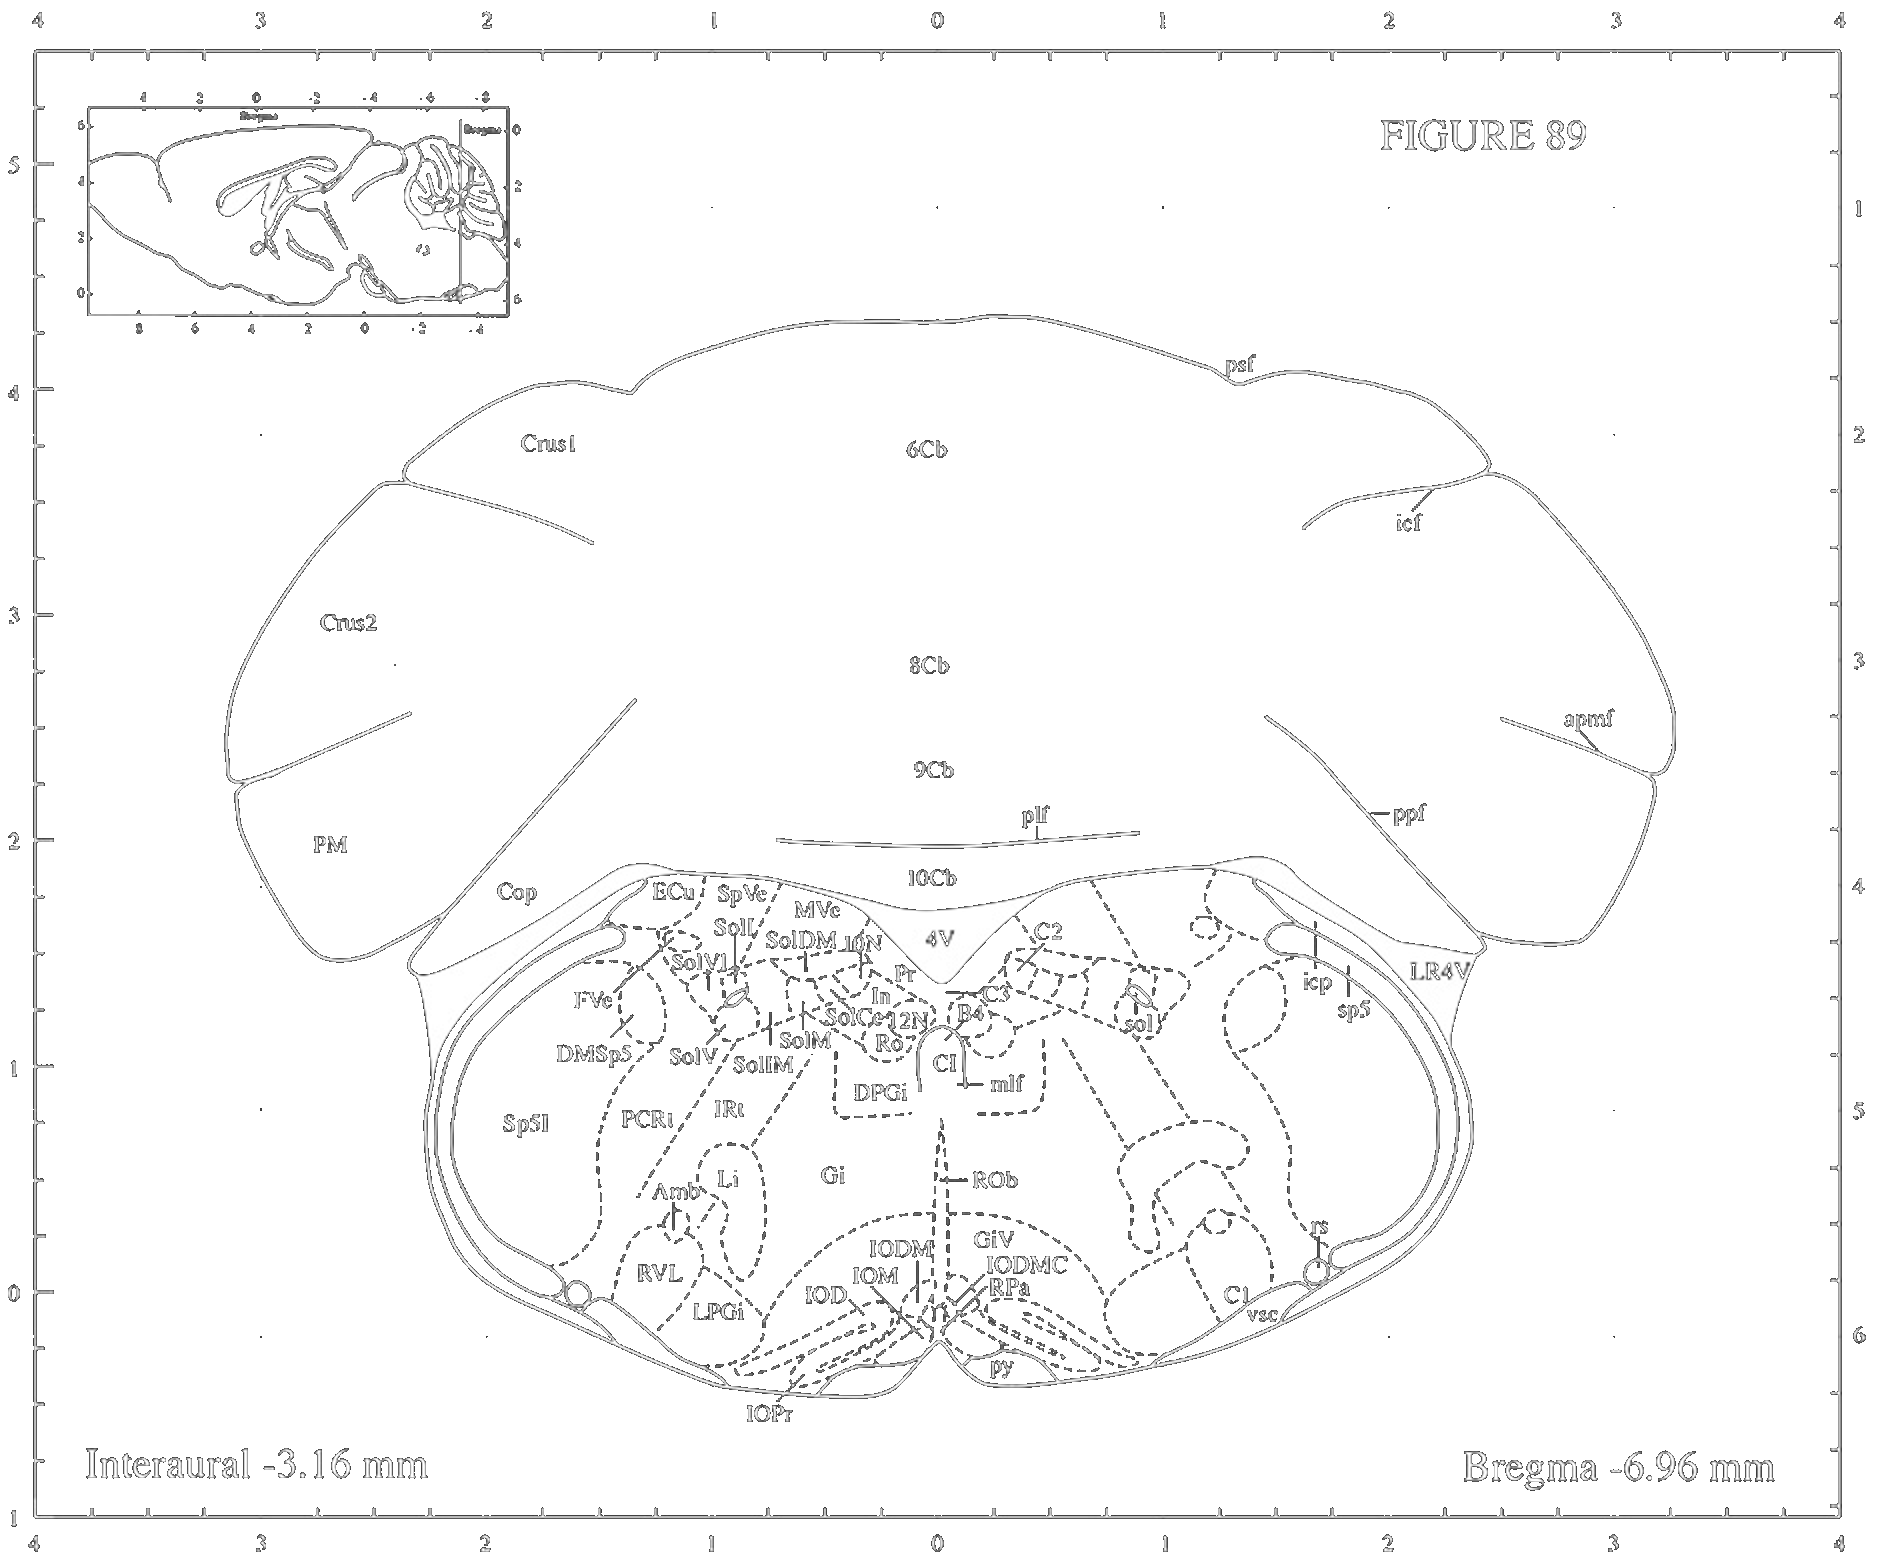 4 3 2 1 0 1 2 3 4
4 2 0 -2 -4 -6 -8
Bregma
6 Bregma 0
FIGURE 89
5
4 2
1
2 4
0 6
8 6 4 2 0 -2 -4
psf
4
Crus1 6Cb 2
icf
3 Crus2
8Cb 3
apmf
9Cb
plf ppf
2 PM
Cop ECu SpVe 10Cb 4
MVe
SolL C2
SolDM 10N 4V
SolVL Pr LR4V
FVe In C3 icp
SolCe 12N B4 sol sp5
DMSp5 SolV SolIM SolM Ro
1 CI
DPGi mlf
Sp5I PCRt IRt 5
Li Gi ROb
Amb
rs
IODM GiV
RVL IOM IODMC
0 LPGi IOD RPa C1
vsc
6
py
IOPr
Interaural -3.16 mm Bregma -6.96 mm
1
4 3 2 1 0 1 2 3 4